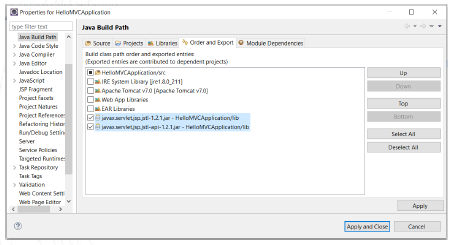 Properties for HelloMVCApplication
type filter text
Java Build Path
Java Code Style
Java Compiler
Java Editor
Javadoc Location
JavaScript
JSP Fragment
Project Facets
Project Natures
Project References
Refactoring Histor
Run/Debug Settin
Server
Service Policies
Targeted Runtimes
Task Repository
Task Tags
Validation
Web Content Setti
Web Page Editor
Java Build Path
Source
Projects
Libraries
Order and Export
Module Dependencies
Build class path order and exported entries:
(Exported entries are contributed to dependent projects)
HelloMVCApplication/src
JRE System Library [jre1.8.0_211]
Apache Tomcat v7.0 [Apache Tomcat v7.0]
Web App Libraries
EAR Libraries
javax.servlet.jsp.jstl-1.2.1.jar - HelloMVCApplication/lib
javax.servlet.jsp.jstl-api-1.2.1.jar - HelloMVCApplication/lib
Up
Down
Top
Bottom
Select All
Deselect All
Apply
Apply and Close
Cancel